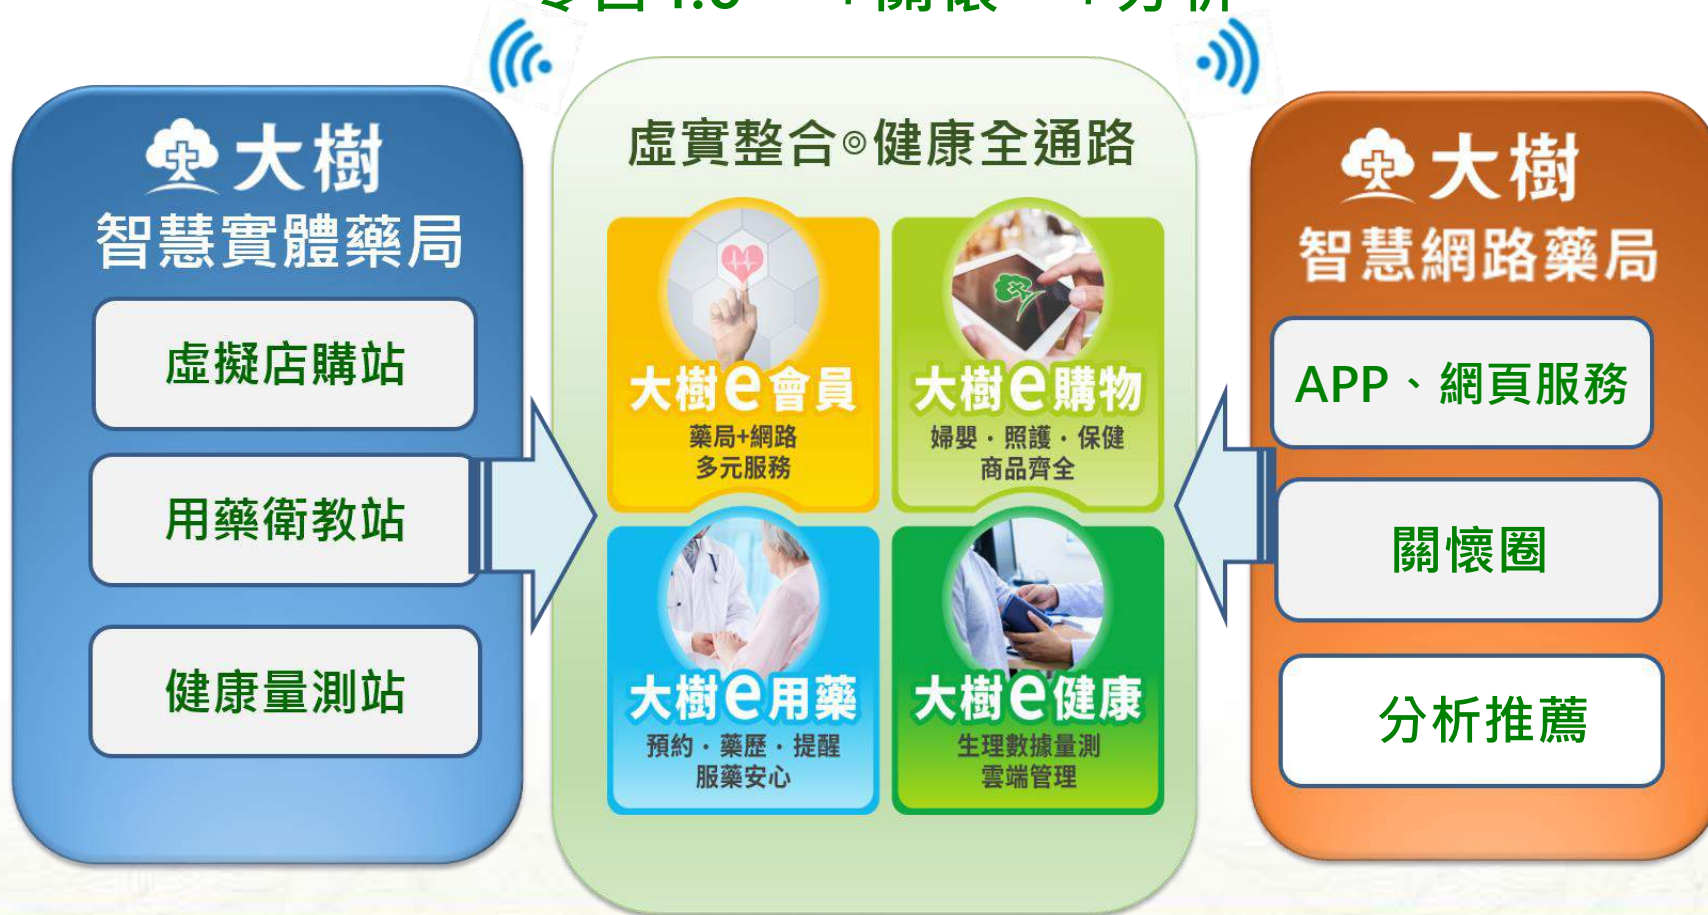 大樹
智慧實體藥局
虛擬店購站
用藥衛教站
健康量測站
虛實整合◎健康全通路
大樹e會員
藥局+網路
多元服務
大樹e購物
婦嬰・照護・保健
商品齊全
大樹e用藥
預約・藥歷・提醒
服藥安心
大樹e健康
生理數據量測
雲端管理
大樹
智慧網路藥局
APP、網頁服務
關懷圈
分析推薦